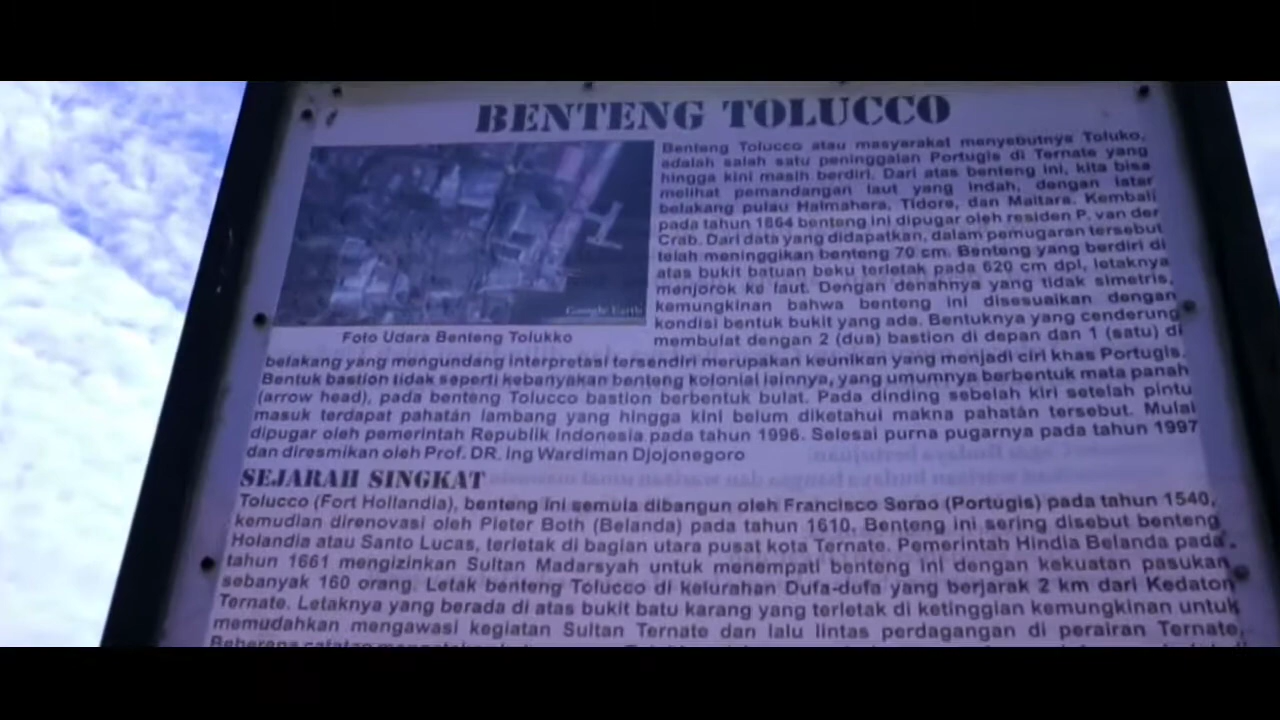 BENTENG TOLUCCO
Benteng Tolucco atau masyarakat menyebutnya Toluko,
adalah salah satu peninggalan Portugis di Ternate yang
hingga kini masih berdiri. Dari atas benteng ini, kita bisa
melihat pemandangan laut yang indah, dengan latar
belakang pulau Halmahera, Tidore, dan Maitara. Kembali
pada tahun 1864 benteng ini dipugar oleh residen P. van der
Crab. Dari data yang didapatkan, dalam pemugaran tersebut
telah meninggikan benteng 70 cm. Benteng yang berdiri di
atas bukit batuan beku terletak pada 620 cm dpl, letaknya
menjorok ke laut. Dengan denahnya yang tidak simetris,
kemungkinan bahwa benteng ini disesuaikan dengan
kondisi bentuk bukit yang ada. Bentuknya yang cenderung
membulat dengan 2 (dua) bastion di depan dan 1 (satu) di
Google Earth
Foto Udara Benteng Tolukko
belakang yang mengundang interpretasi tersendiri merupakan keunikan yang menjadi ciri khas Portugis.
Bentuk bastion tidak seperti kebanyakan benteng kolonial lainnya, yang umumnya berbentuk mata panah
(arrow head), pada benteng Tolucco bastion berbentuk bulat. Pada dinding sebelah kiri setelah pintu
masuk terdapat pahatán lambang yang hingga kini belum diketahui makna pahatán tersebut. Mulai
dipugar oleh pemerintah Republik Indonesia pada tahun 1996. Selesai purna pugarnya pada tahun 1997
dan diresmikan oleh Prof. DR. Ing Wardiman Djojonegoro
SEJARAH SINGKAT
Tolucco (Fort Hollandia), benteng ini semula dibangun oleh Francisco Serao (Portugis) pada tahun 1540,
kemudian direnovasi oleh Pieter Both (Belanda) pada tahun 1610, Benteng ini sering disebut benteng
Holandia atau Santo Lucas, terletak di bagian utara pusat kota Ternate. Pemerintah Hindia Belanda pada
tahun 1661 mengizinkan Sultan Madarsyah untuk menempati benteng ini dengan kekuatan pasukan
sebanyak 160 orang. Letak benteng Tolucco di kelurahan Dufa-dufa yang berjarak 2 km dari Kedaton
Ternate. Letaknya yang berada di atas bukit batu karang yang terletak di ketinggian kemungkinan untuk
memudahkan mengawasi kegiatan Sultan Ternate dan lalu lintas perdagangan di perairan Ternate,